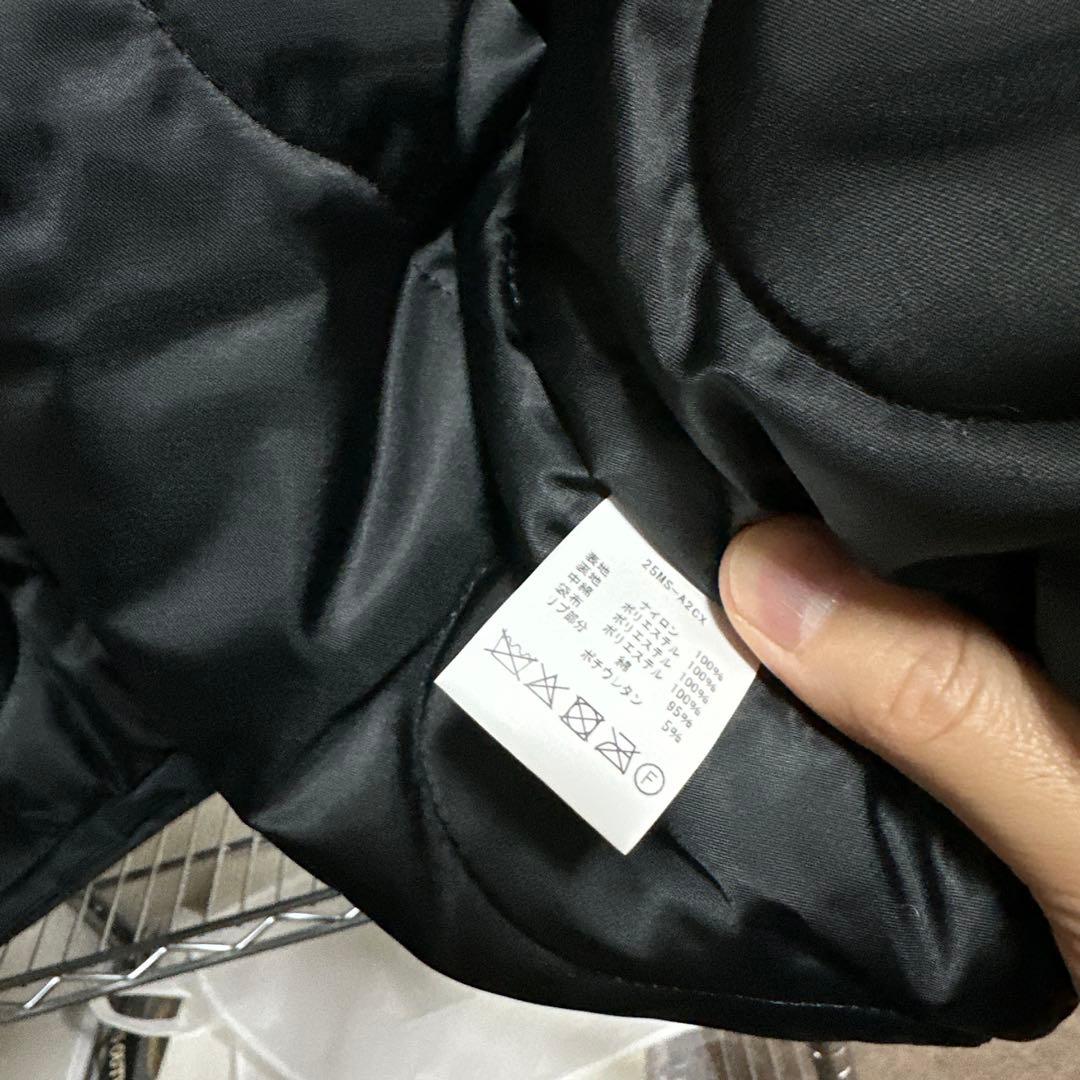 25MS-A2CX
表地 ナイロン 100%
裏地 ポリエステル 100%
中綿 ポリエステル 100%
袋布 ポリエステル 100%
リブ部分 綿 95%
ポチウレタン 5%
F